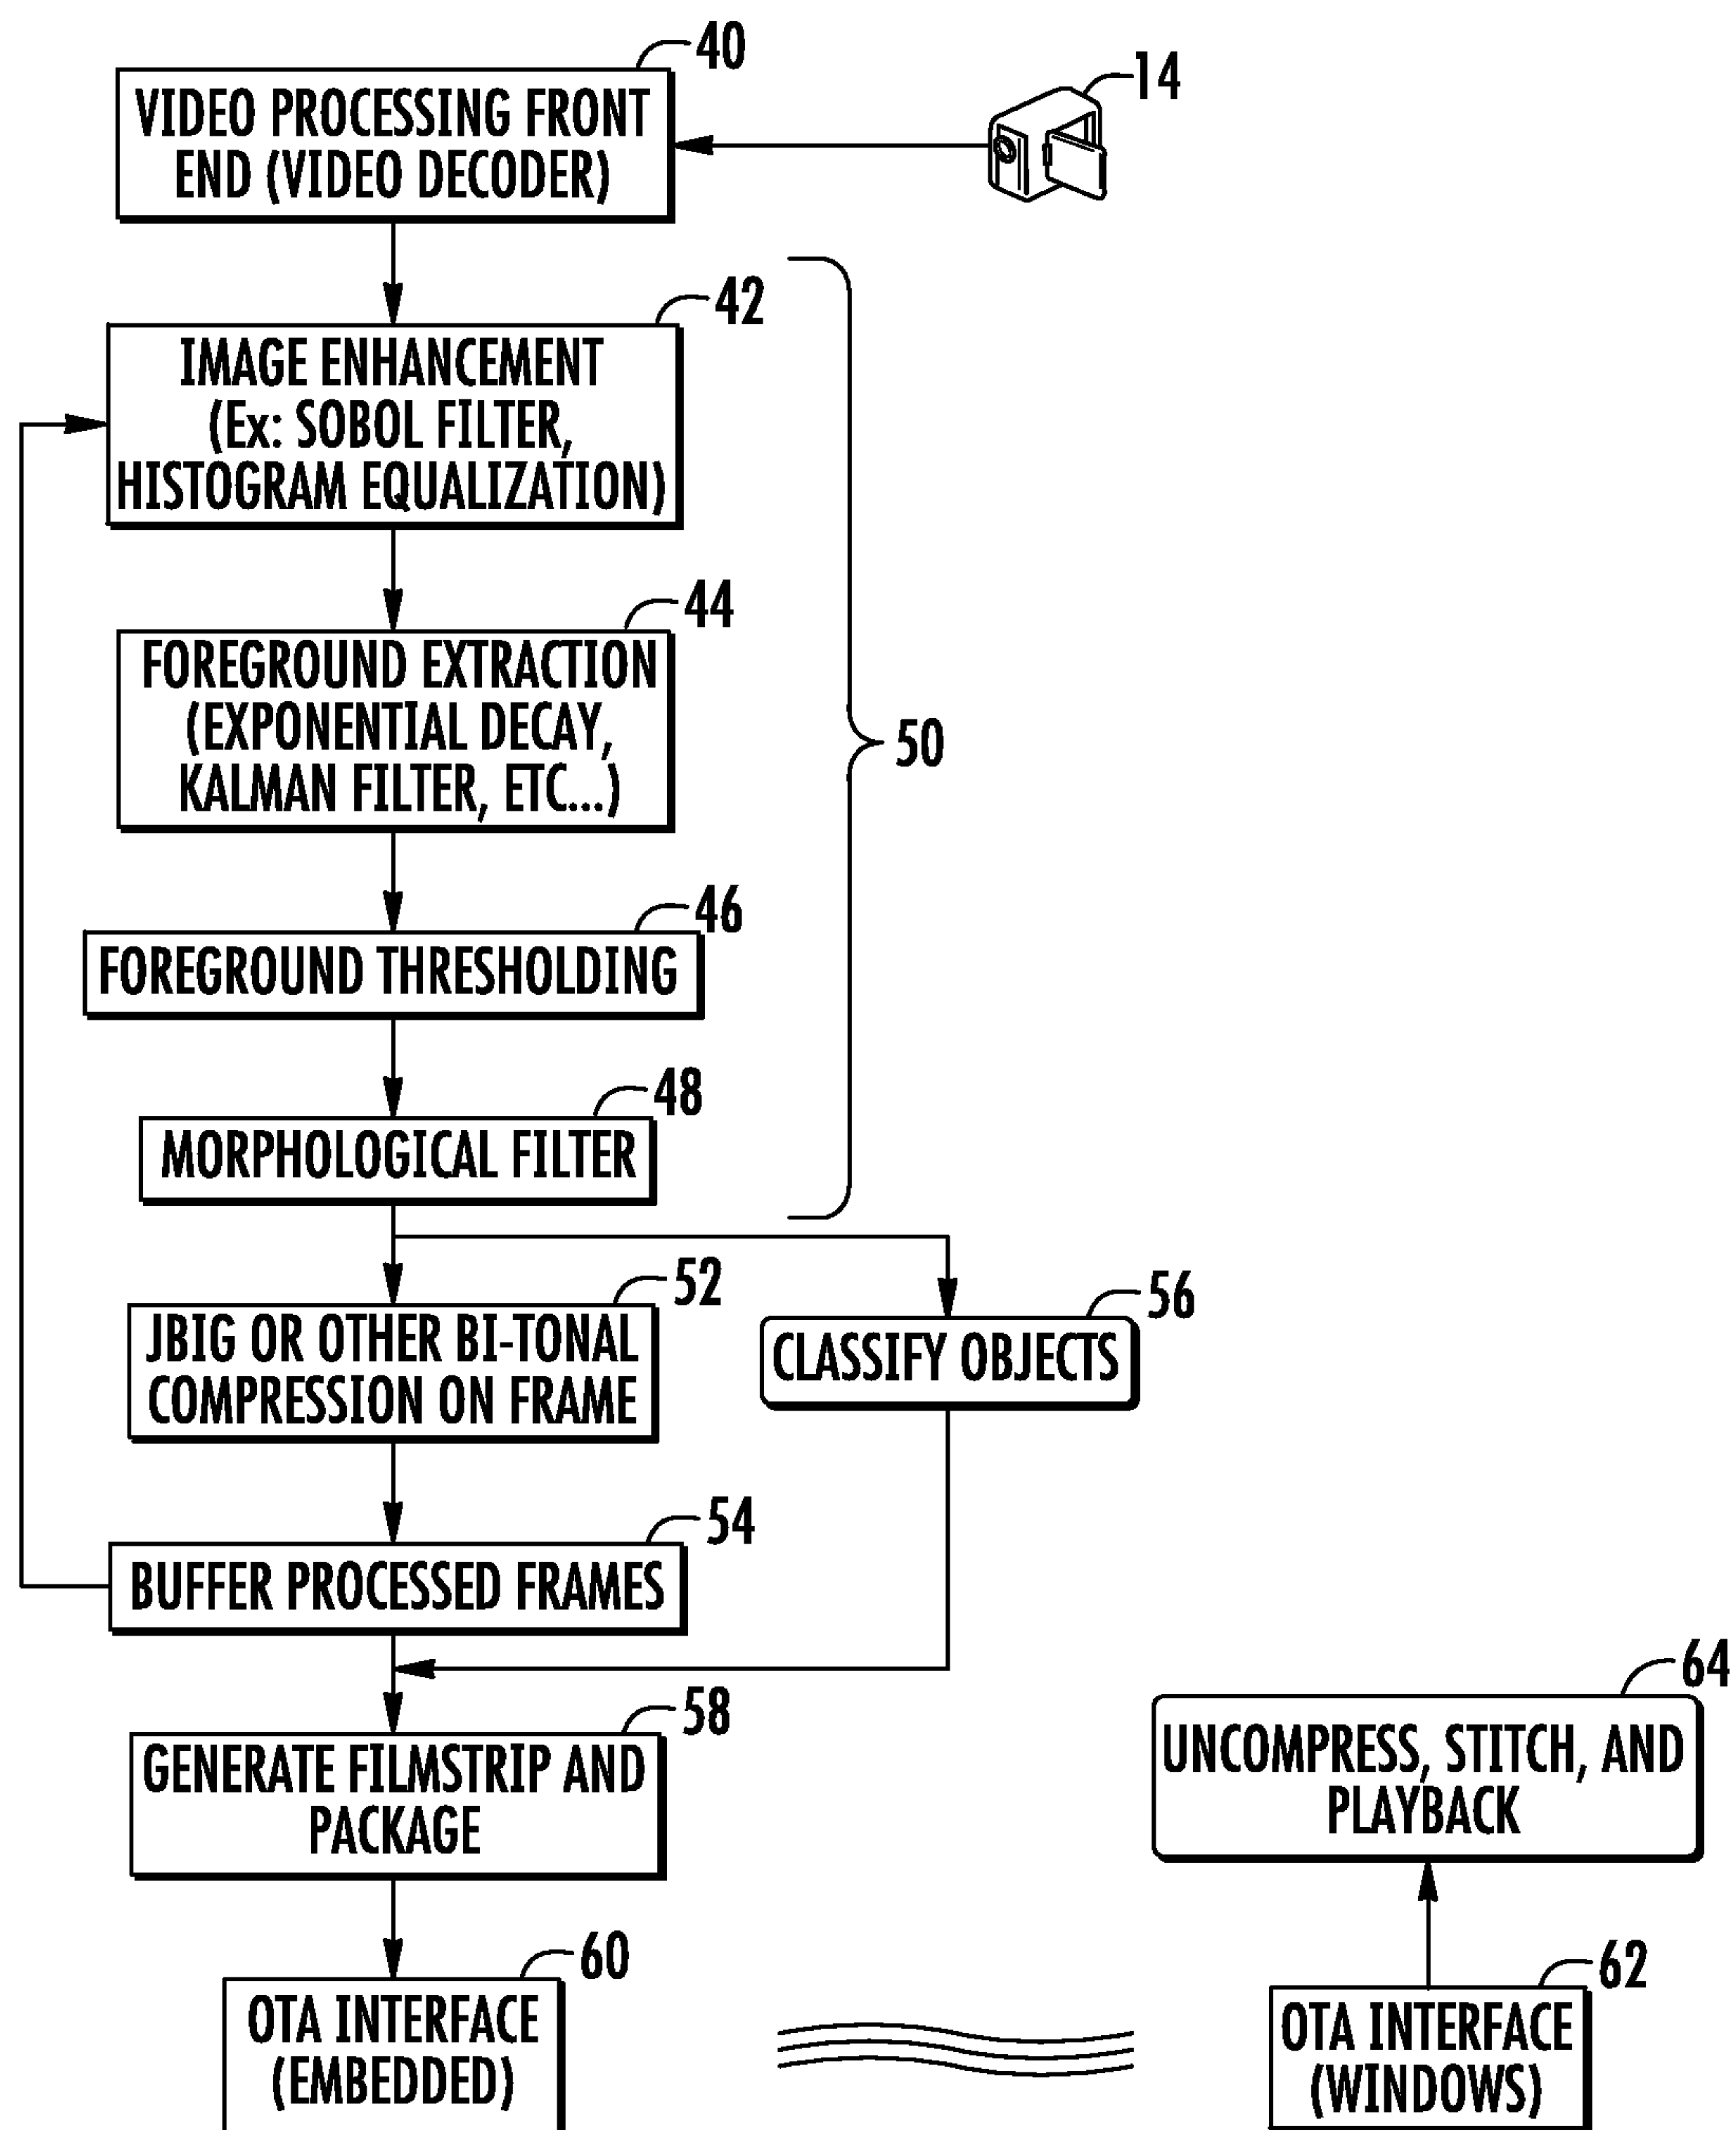 40
VIDEO PROCESSING FRONT
END (VIDEO DECODER)
14
42
IMAGE ENHANCEMENT
(Ex: SOBOL FILTER,
HISTOGRAM EQUALIZATION)
44
FOREGROUND EXTRACTION
(EXPONENTIAL DECAY,
KALMAN FILTER, ETC...)
50
46
FOREGROUND THRESHOLDING
48
MORPHOLOGICAL FILTER
52
JBIG OR OTHER BI-TONAL
COMPRESSION ON FRAME
56
CLASSIFY OBJECTS
54
BUFFER PROCESSED FRAMES
58
GENERATE FILMSTRIP AND
PACKAGE
64
UNCOMPRESS, STITCH, AND
PLAYBACK
60
OTA INTERFACE
(EMBEDDED)
62
OTA INTERFACE
(WINDOWS)